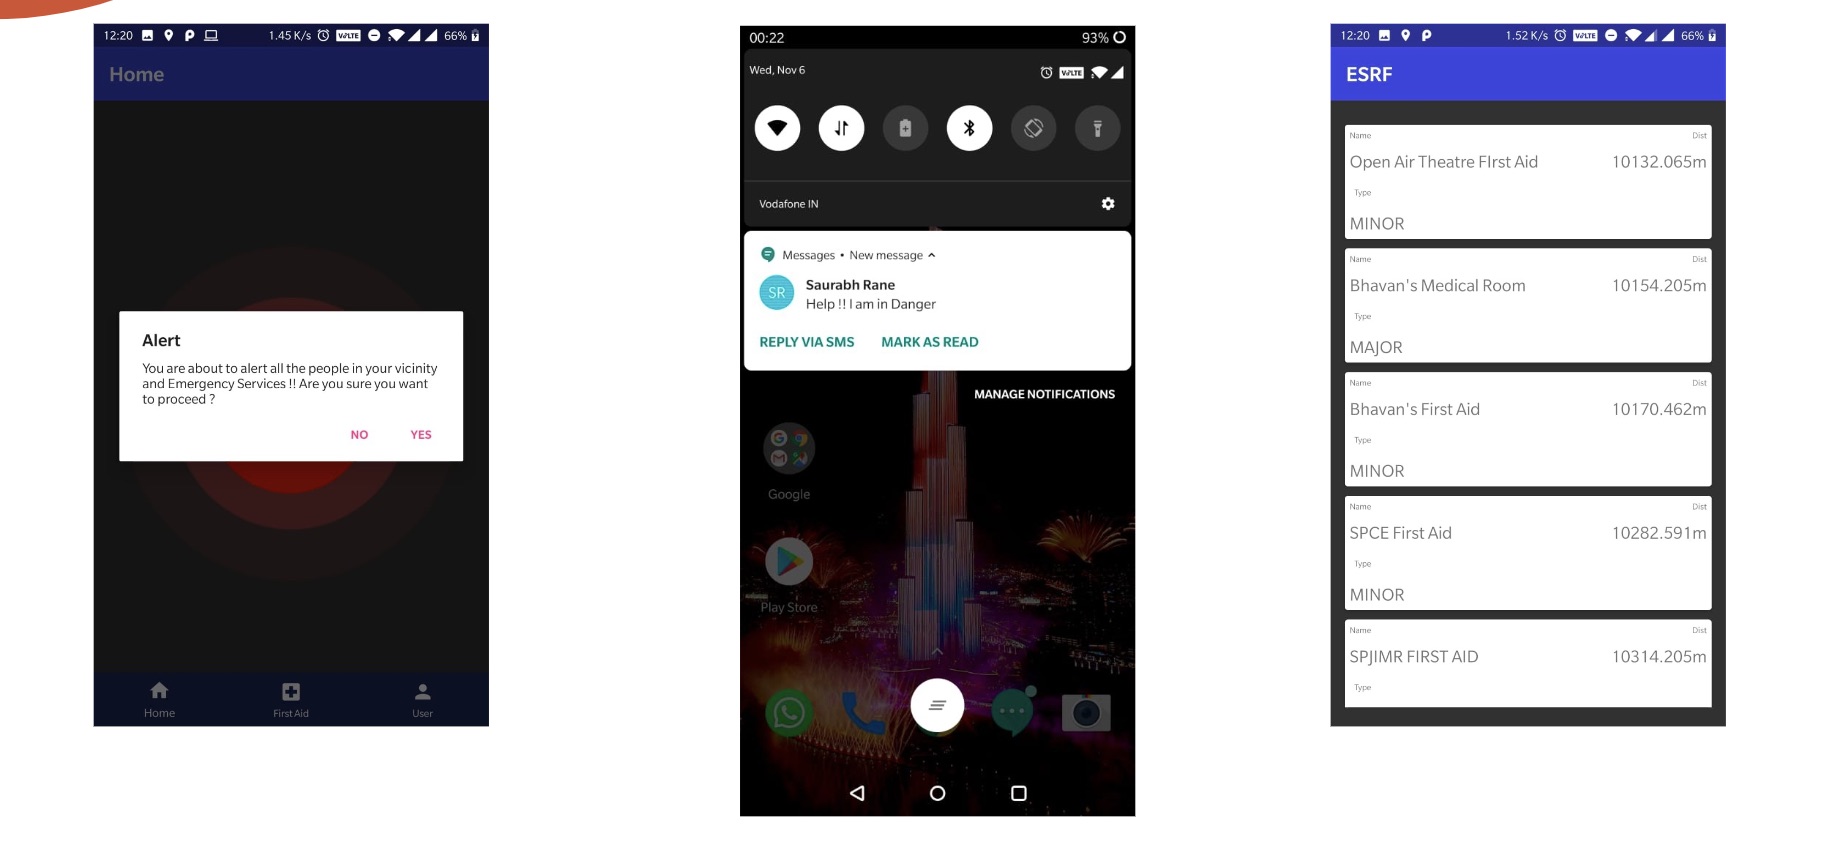 12:20
1.45 K/s
VoLTE
66%
Home
Alert
You are about to alert all the people in your vicinity
and Emergency Services !! Are you sure you want
to proceed ?
NO YES
Home FirstAid User
00:22 93%
Wed, Nov 6
VoLTE
Vodafone IN
Messages • New message
SR
Saurabh Rane
Help !! I am in Danger
REPLY VIA SMS MARK AS READ
MANAGE NOTIFICATIONS
Google
Play Store
12:20
1.52 K/s
VoLTE
66%
ESRF
Name Dist
Open Air Theatre FIrst Aid 10132.065m
Type
MINOR
Name Dist
Bhavan's Medical Room 10154.205m
Type
MAJOR
Name Dist
Bhavan's First Aid 10170.462m
Type
MINOR
Name Dist
SPCE First Aid 10282.591m
Type
MINOR
Name Dist
SPJIMR FIRST AID 10314.205m
Type